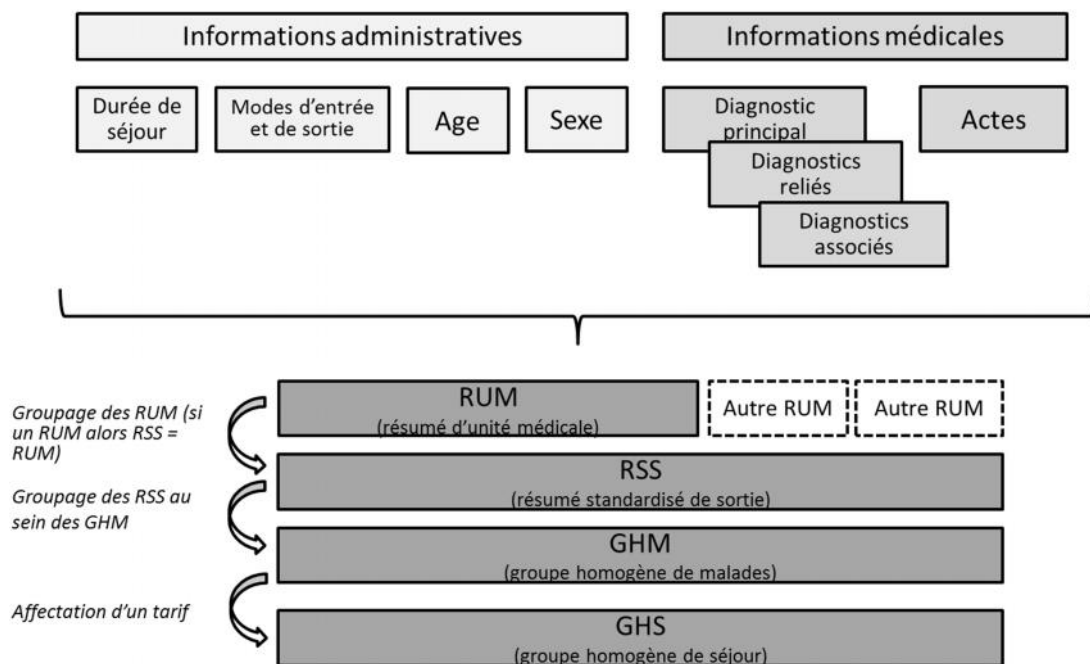 Informations administratives
Informations médicales
Durée de
séjour
Modes d'entrée
et de sortie
Age
Sexe
Diagnostic
principal
Actes
Diagnostics
reliés
Diagnostics
associés
Groupage des RUM (si
un RUM alors RSS =
RUM)
RUM
(résumé d'unité médicale)
Autre RUM
Autre RUM
Groupage des RSS au
sein des GHM
RSS
(résumé standardisé de sortie)
GHM
(groupe homogène de malades)
Affectation d'un tarif
GHS
(groupe homogène de séjour)